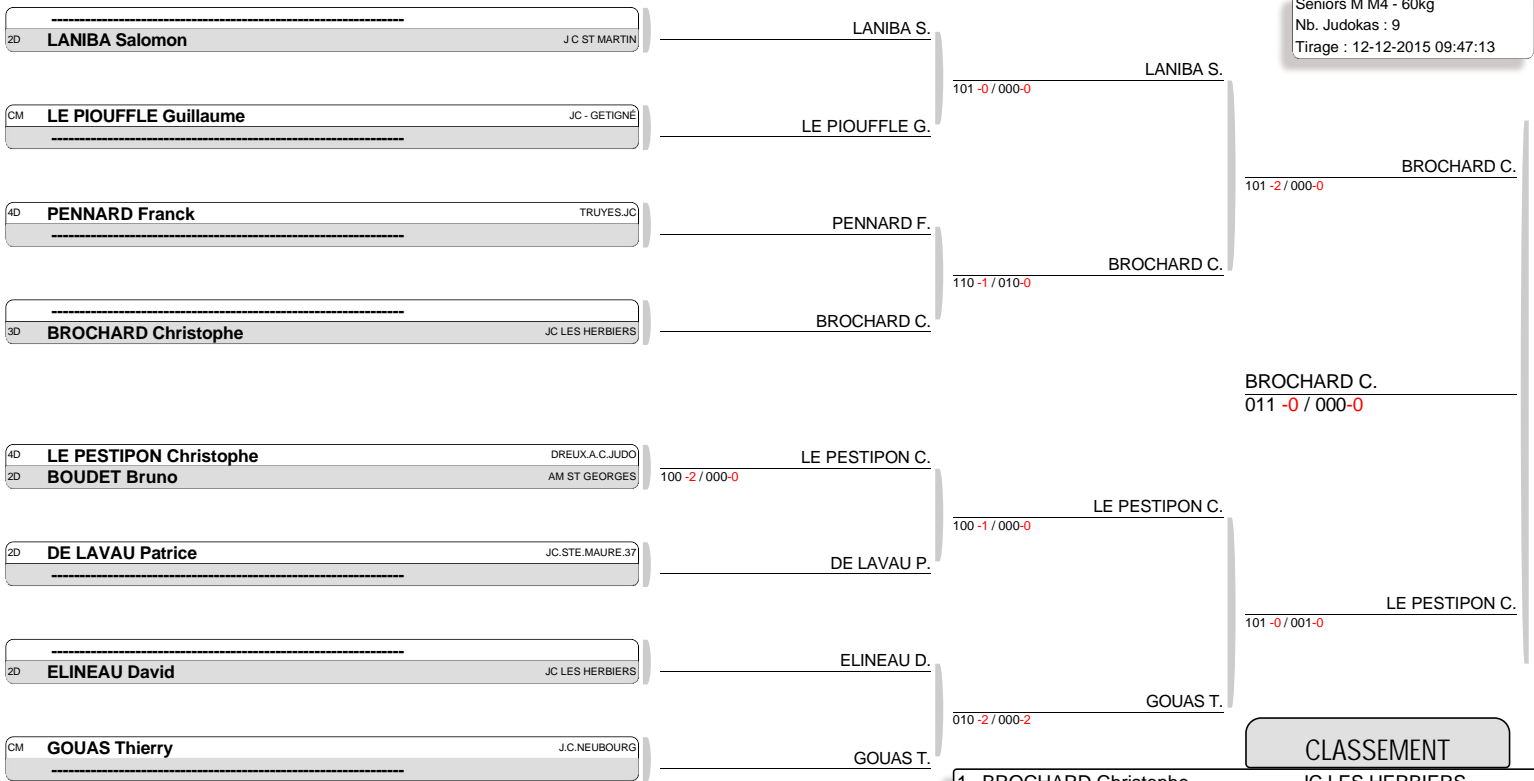 Seniors M M4 - 60kg
Nb. Judokas : 9
Tirage : 12-12-2015 09:47:13
----------------------------------------------------------------
2D LANIBA Salomon J C ST MARTIN
CM LE PIOUFFLE Guillaume JC - GETIGNÉ
----------------------------------------------------------------
4D PENNARD Franck TRUYES.JC
----------------------------------------------------------------
----------------------------------------------------------------
3D BROCHARD Christophe JC LES HERBIERS
4D LE PESTIPON Christophe DREUX.A.C.JUDO
2D BOUDET Bruno AM ST GEORGES
2D DE LAVAU Patrice JC.STE.MAURE.37
----------------------------------------------------------------
----------------------------------------------------------------
2D ELINEAU David JC LES HERBIERS
CM GOUAS Thierry J.C.NEUBOURG
----------------------------------------------------------------
LANIBA S.
LE PIOUFFLE G.
PENNARD F.
BROCHARD C.
LE PESTIPON C.
100 -2 / 000-0
DE LAVAU P.
ELINEAU D.
GOUAS T.
LANIBA S.
101 -0 / 000-0
BROCHARD C.
110 -1 / 010-0
LE PESTIPON C.
100 -1 / 000-0
GOUAS T.
010 -2 / 000-2
BROCHARD C.
101 -2 / 000-0
BROCHARD C.
011 -0 / 000-0
LE PESTIPON C.
101 -0 / 001-0
CLASSEMENT
1 BROCHARD Christophe JC LES HERBIERS